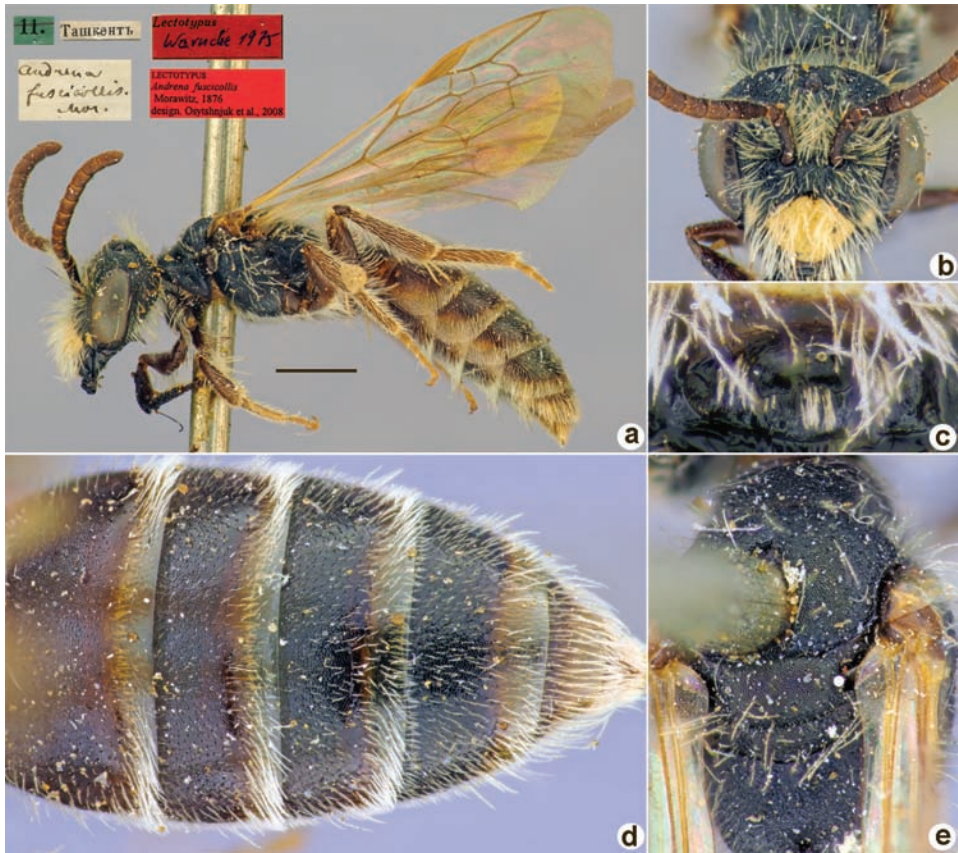 11.
Ташкентъ
Andrena
fuscicollis.
Mor.
Lectotypus
Warncke 1975
LECTOTYPUS
Andrena fuscicollis
Morawitz, 1876
design. Osytshnjuk et al., 2008
a
b
c
d
e